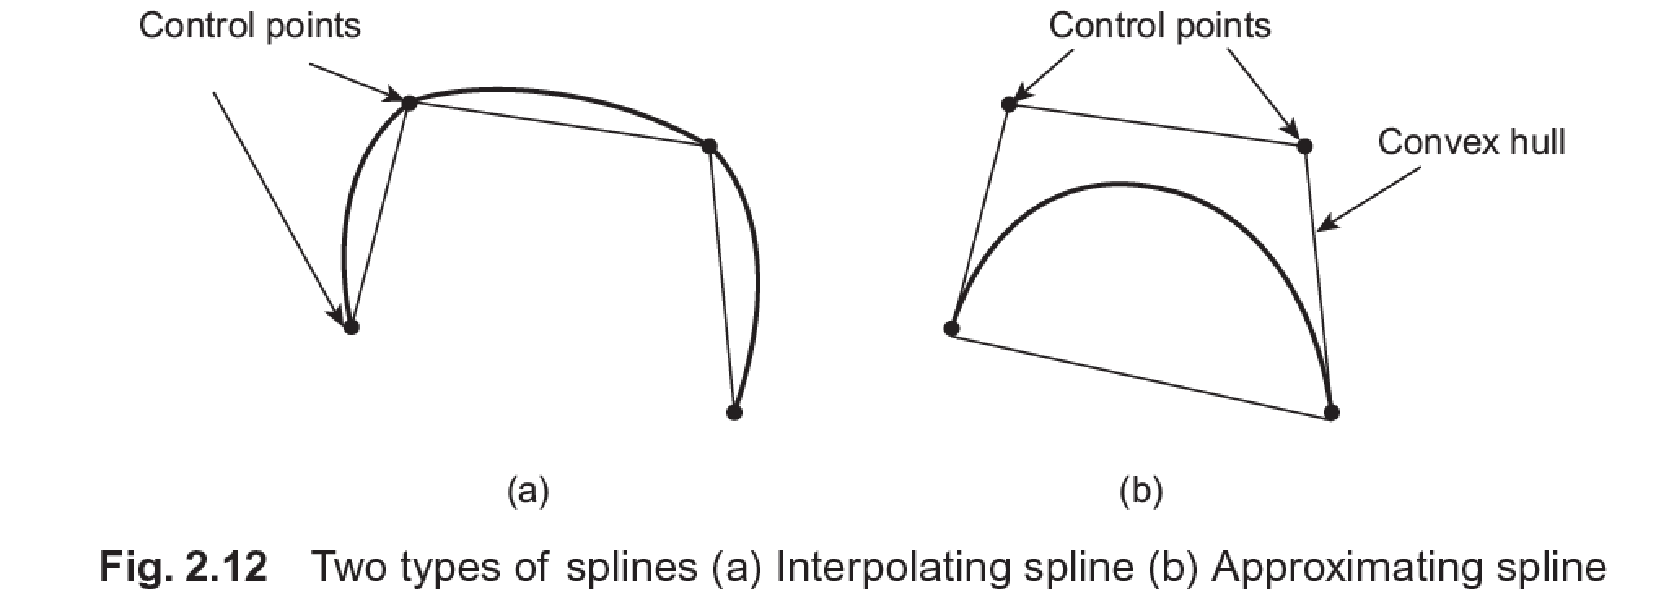 Control points
Control points
Convex hull
(a)
(b)
Fig. 2.12 Two types of splines (a) Interpolating spline (b) Approximating spline